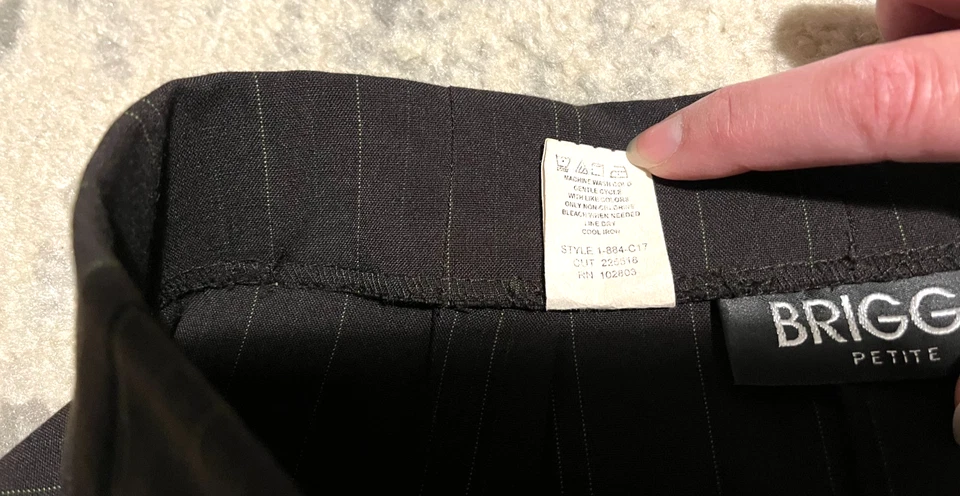 MACHINE WASH COLD
GENTLE CYCLE
WITH LIKE COLORS
ONLY NON-CHLORINE
BLEACH WHEN NEEDED
LINE DRY
COOL IRON
STYLE 1-884-C17
CUT
RN 102803
BRIGG
PETITE